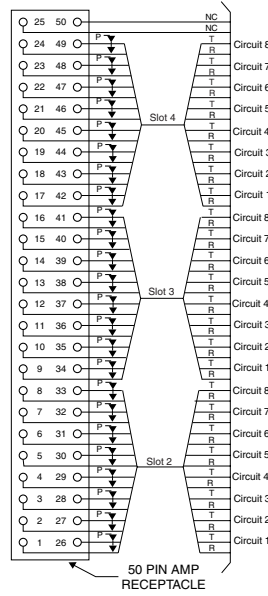 25 50 NC
NC
24 49 P T Circuit 8
R
23 48 P T Circuit 7
R
22 47 P T Circuit 6
R
21 46 P T Circuit 5
R
Slot 4
20 45 P T Circuit 4
R
19 44 P T Circuit 3
R
18 43 P T Circuit 2
R
17 42 P T Circuit 1
R
16 41 P T Circuit 8
R
15 40 P T Circuit 7
R
14 39 P T Circuit 6
R
13 38 P T Circuit 5
R
Slot 3
12 37 P T Circuit 4
R
11 36 P T Circuit 3
R
10 35 P T Circuit 2
R
9 34 P T Circuit 1
R
8 33 P T Circuit 8
R
7 32 P T Circuit 7
R
6 31 P T Circuit 6
R
5 30 P T Circuit 5
R
Slot 2
4 29 P T Circuit 4
R
3 28 P T Circuit 3
R
2 27 P T Circuit 2
R
1 26 P T Circuit 1
R
50 PIN AMP
RECEPTACLE